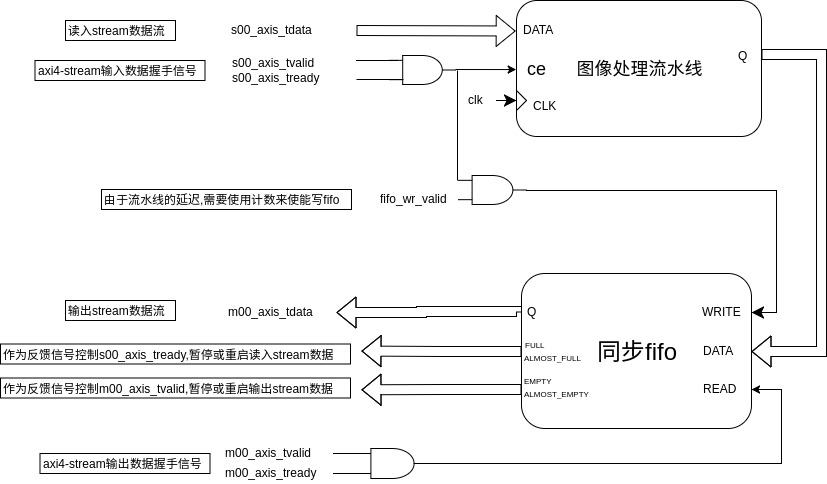 读入stream数据流
s00_axis_tdata
DATA
Q
axi4-stream输入数据握手信号
s00_axis_tvalid
s00_axis_tready
ce
图像处理流水线
clk
CLK
由于流水线的延迟,需要使用计数来使能写fifo
fifo_wr_valid
输出stream数据流
m00_axis_tdata
Q
WRITE
作为反馈信号控制s00_axis_tready,暂停或重启读入stream数据
FULL
ALMOST_FULL
同步fifo
DATA
作为反馈信号控制m00_axis_tvalid,暂停或重启输出stream数据
EMPTY
ALMOST_EMPTY
READ
axi4-stream输出数据握手信号
m00_axis_tvalid
m00_axis_tready